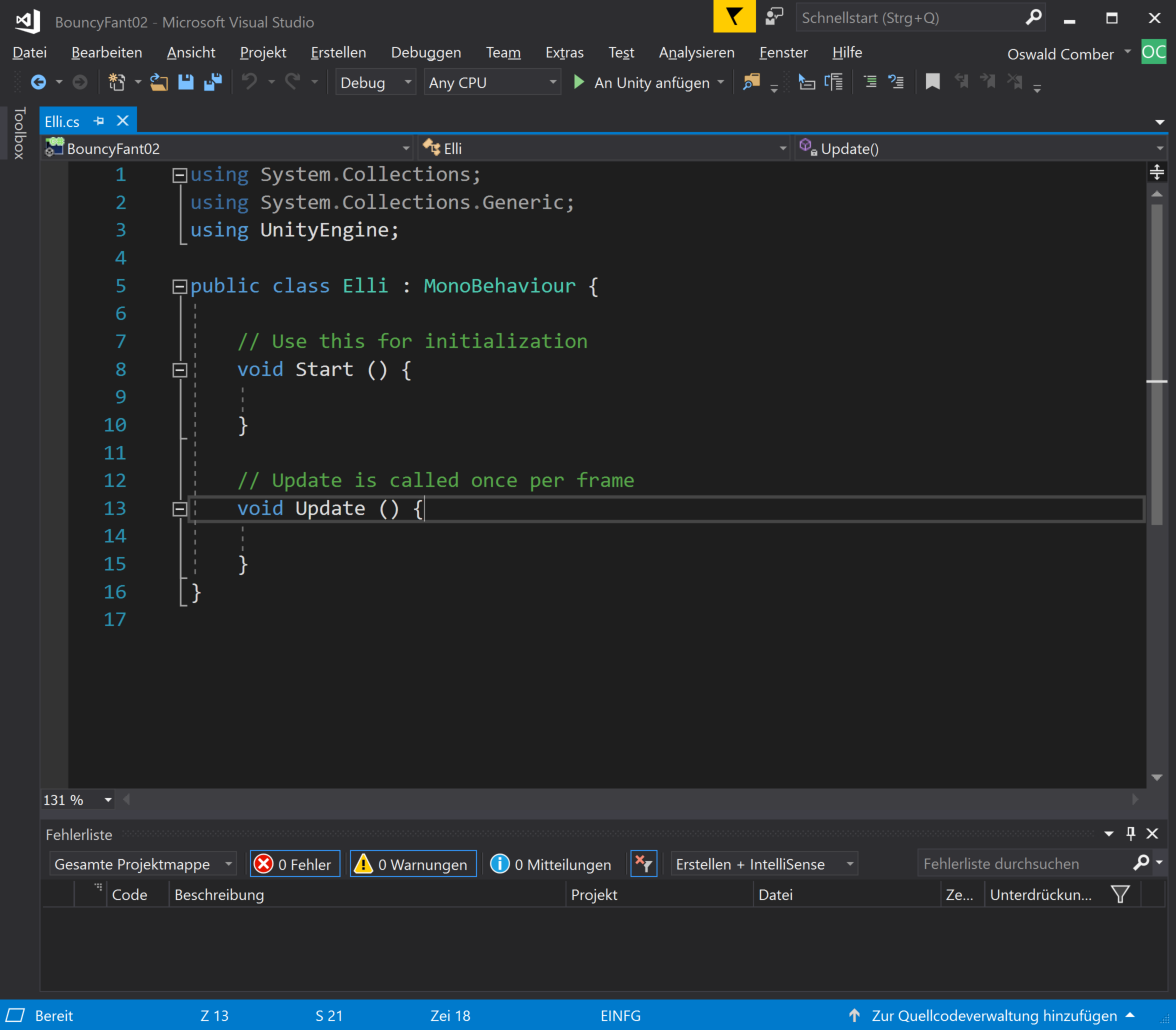 BouncyFant02 - Microsoft Visual Studio
Schnellstart (Strg+Q)
Datei Bearbeiten Ansicht Projekt Erstellen Debuggen Team Extras Test Analysieren Fenster Hilfe Oswald Comber OC
Debug Any CPU An Unity anfügen
Toolbox
Elli.cs
BouncyFant02 Elli Update()
1 using System.Collections;
2 using System.Collections.Generic;
3 using UnityEngine;
4
5 public class Elli : MonoBehaviour {
6
7 // Use this for initialization
8 void Start () {
9
10 }
11
12 // Update is called once per frame
13 void Update () {
14
15 }
16 }
17
131 %
Fehlerliste
Gesamte Projektmappe 0 Fehler 0 Warnungen 0 Mitteilungen Erstellen + IntelliSense Fehlerliste durchsuchen
Code Beschreibung Projekt Datei Ze... Unterdrückun...
Bereit Z 13 S 21 Zei 18 EINFG Zur Quellcodeverwaltung hinzufügen